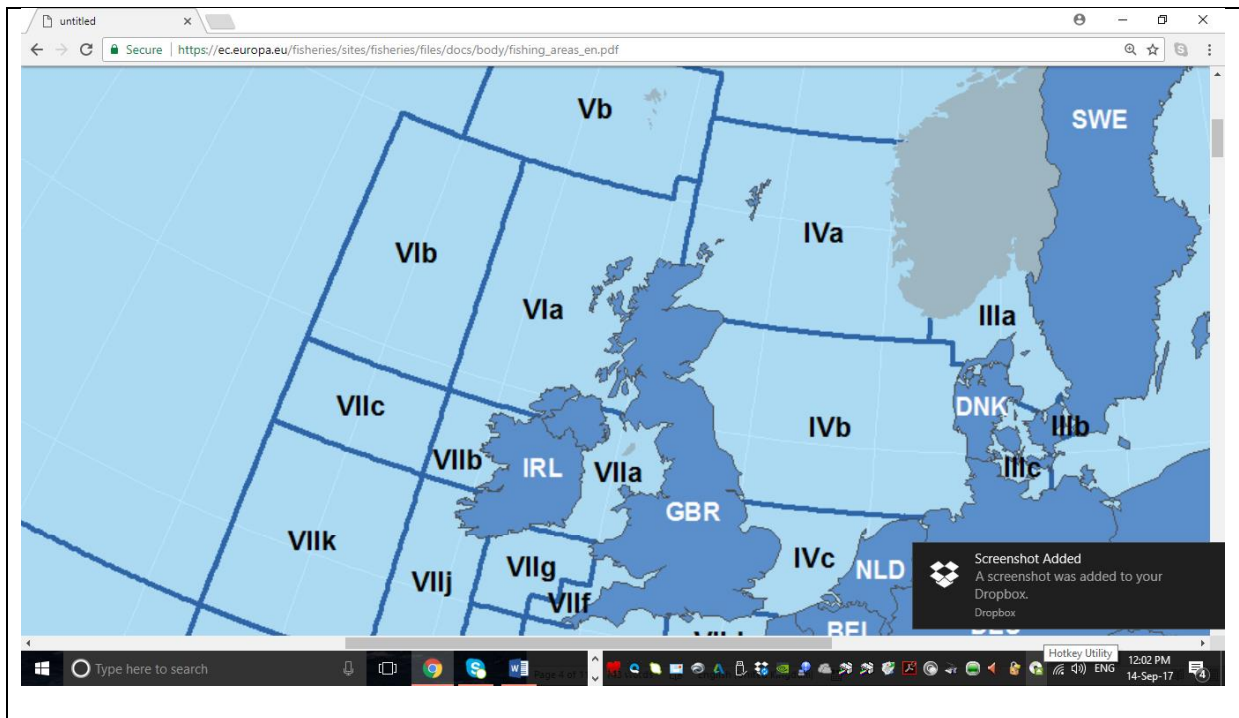 untitled
Secure | https://ec.europa.eu/fisheries/sites/fisheries/files/docs/body/fishing_areas_en.pdf
Vb
SWE
IVa
VIb
VIa
IIIa
VIIc
DNK
IVb
IIIb
VIIb
IRL
VIIa
IIIc
GBR
VIIk
VIIj
VIIg
IVc
NLD
VIIf
BEL
Screenshot Added
A screenshot was added to your
Dropbox.
Dropbox
Hotkey Utility
Type here to search
ENG
12:02 PM
14-Sep-17
4